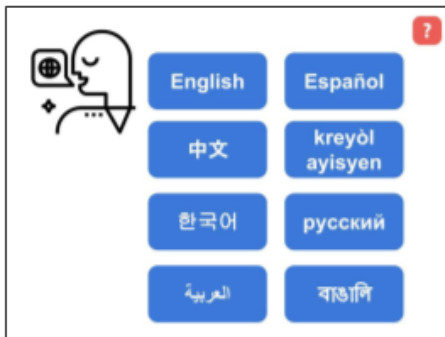 ?
English
Español
中文
kreyòl
ayisyen
한국어
русский
العربية
বাঙালি